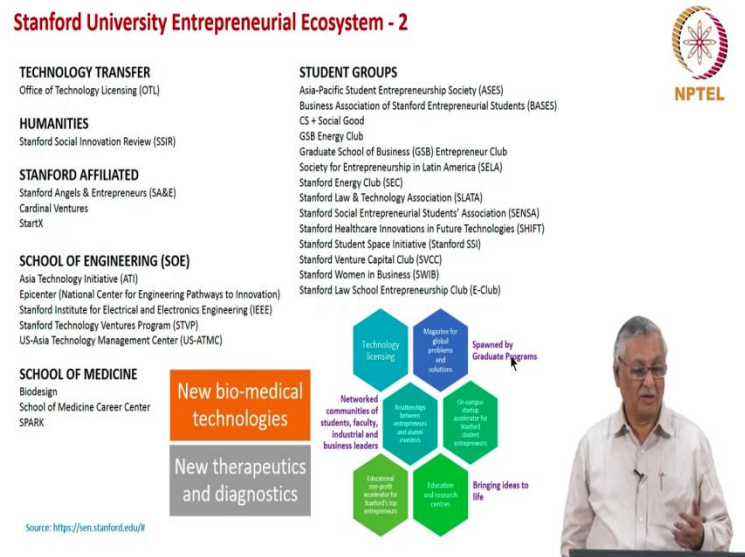 Stanford University Entrepreneurial Ecosystem - 2
NPTEL
TECHNOLOGY TRANSFER
Office of Technology Licensing (OTL)
HUMANITIES
Stanford Social Innovation Review (SSIR)
STANFORD AFFILIATED
Stanford Angels & Entrepreneurs (SA&E)
Cardinal Ventures
StartX
SCHOOL OF ENGINEERING (SOE)
Asia Technology Initiative (ATI)
Epicenter (National Center for Engineering Pathways to Innovation)
Stanford Institute for Electrical and Electronics Engineering (IEEE)
Stanford Technology Ventures Program (STVP)
US-Asia Technology Management Center (US-ATMC)
SCHOOL OF MEDICINE
Biodesign
School of Medicine Career Center
SPARK
STUDENT GROUPS
Asia-Pacific Student Entrepreneurship Society (ASES)
Business Association of Stanford Entrepreneurial Students (BASES)
CS + Social Good
GSB Energy Club
Graduate School of Business (GSB) Entrepreneur Club
Society for Entrepreneurship in Latin America (SELA)
Stanford Energy Club (SEC)
Stanford Law & Technology Association (SLATA)
Stanford Social Entrepreneurial Students' Association (SENSA)
Stanford Healthcare Innovations in Future Technologies (SHIFT)
Stanford Student Space Initiative (Stanford SSI)
Stanford Venture Capital Club (SVCC)
Stanford Women in Business (SWIB)
Stanford Law School Entrepreneurship Club (E-Club)
New bio-medical
technologies
New therapeutics
and diagnostics
Technology
licensing
Magazine for
global
problems
and
solutions
Spawned by
Graduate Programs
Networked
communities of
students, faculty,
industrial and
business leaders
Relationships
between
entrepreneurs
and alumni
investors
On-campus
startup
accelerator for
Stanford
student
entrepreneurs
Educational
non-profit
accelerator for
Stanford's top
entrepreneurs
Education
and research
centres
Bringing ideas to
life
Source: https://sen.stanford.edu/#